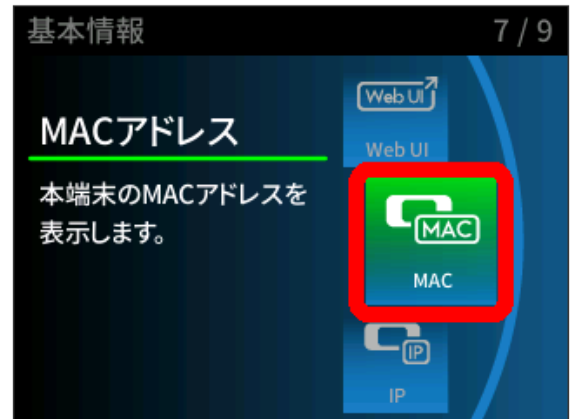 基本情報
7 / 9
MACアドレス
本端末のMACアドレスを
表示します。
Web UI
Web UI
MAC
MAC
IP
IP